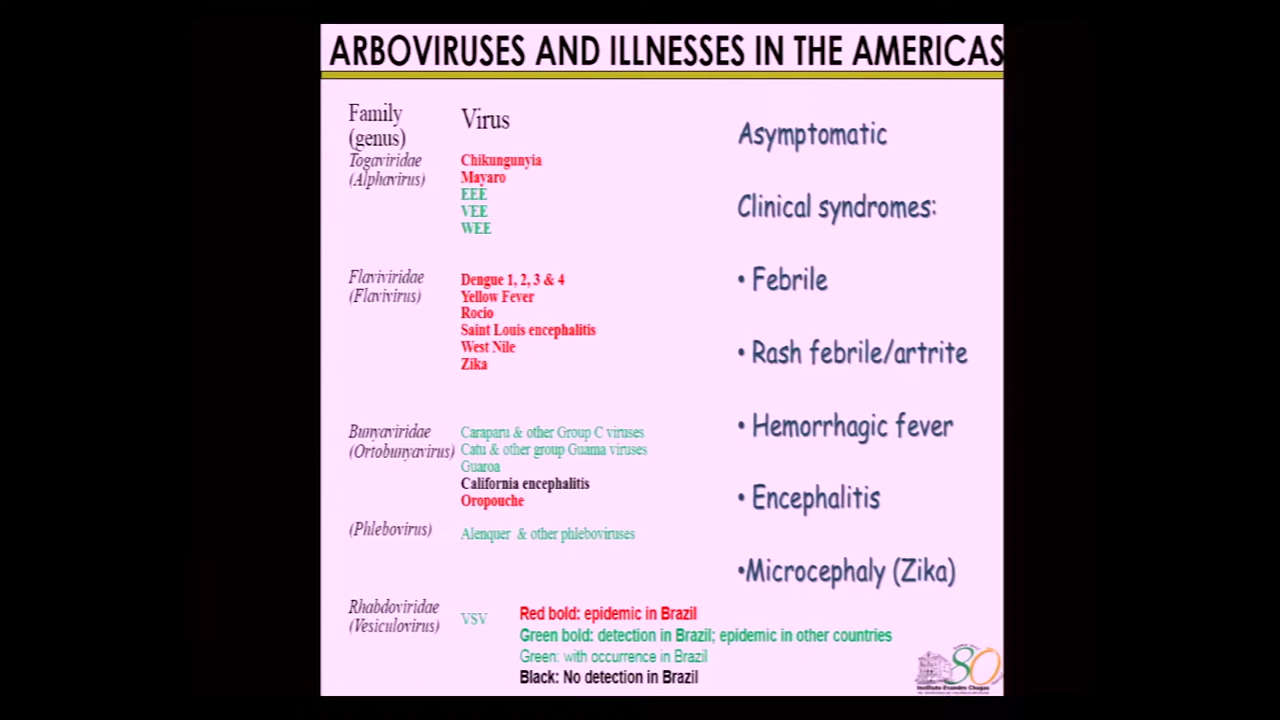 ARBOVIRUSES AND ILLNESSES IN THE AMERICAS
Family
(genus)
Virus
Togaviridae
(Alphavirus)
Chikungunyia
Mayaro
EEE
VEE
WEE
Flaviviridae
(Flavivirus)
Dengue 1, 2, 3 & 4
Yellow Fever
Rocio
Saint Louis encephalitis
West Nile
Zika
Bunyaviridae
(Ortobunyavirus)
Caraparu & other Group C viruses
Catu & other group Guama viruses
Guaroa
California encephalitis
Oropouche
(Phlebovirus)
Alenquer & other phleboviruses
Rhabdoviridae
(Vesiculovirus)
VSV
Asymptomatic
Clinical syndromes:
• Febrile
• Rash febrile/artrite
• Hemorrhagic fever
• Encephalitis
•Microcephaly (Zika)
Red bold: epidemic in Brazil
Green bold: detection in Brazil; epidemic in other countries
Green: with occurrence in Brazil
Black: No detection in Brazil
80
Instituto Evandro Chagas